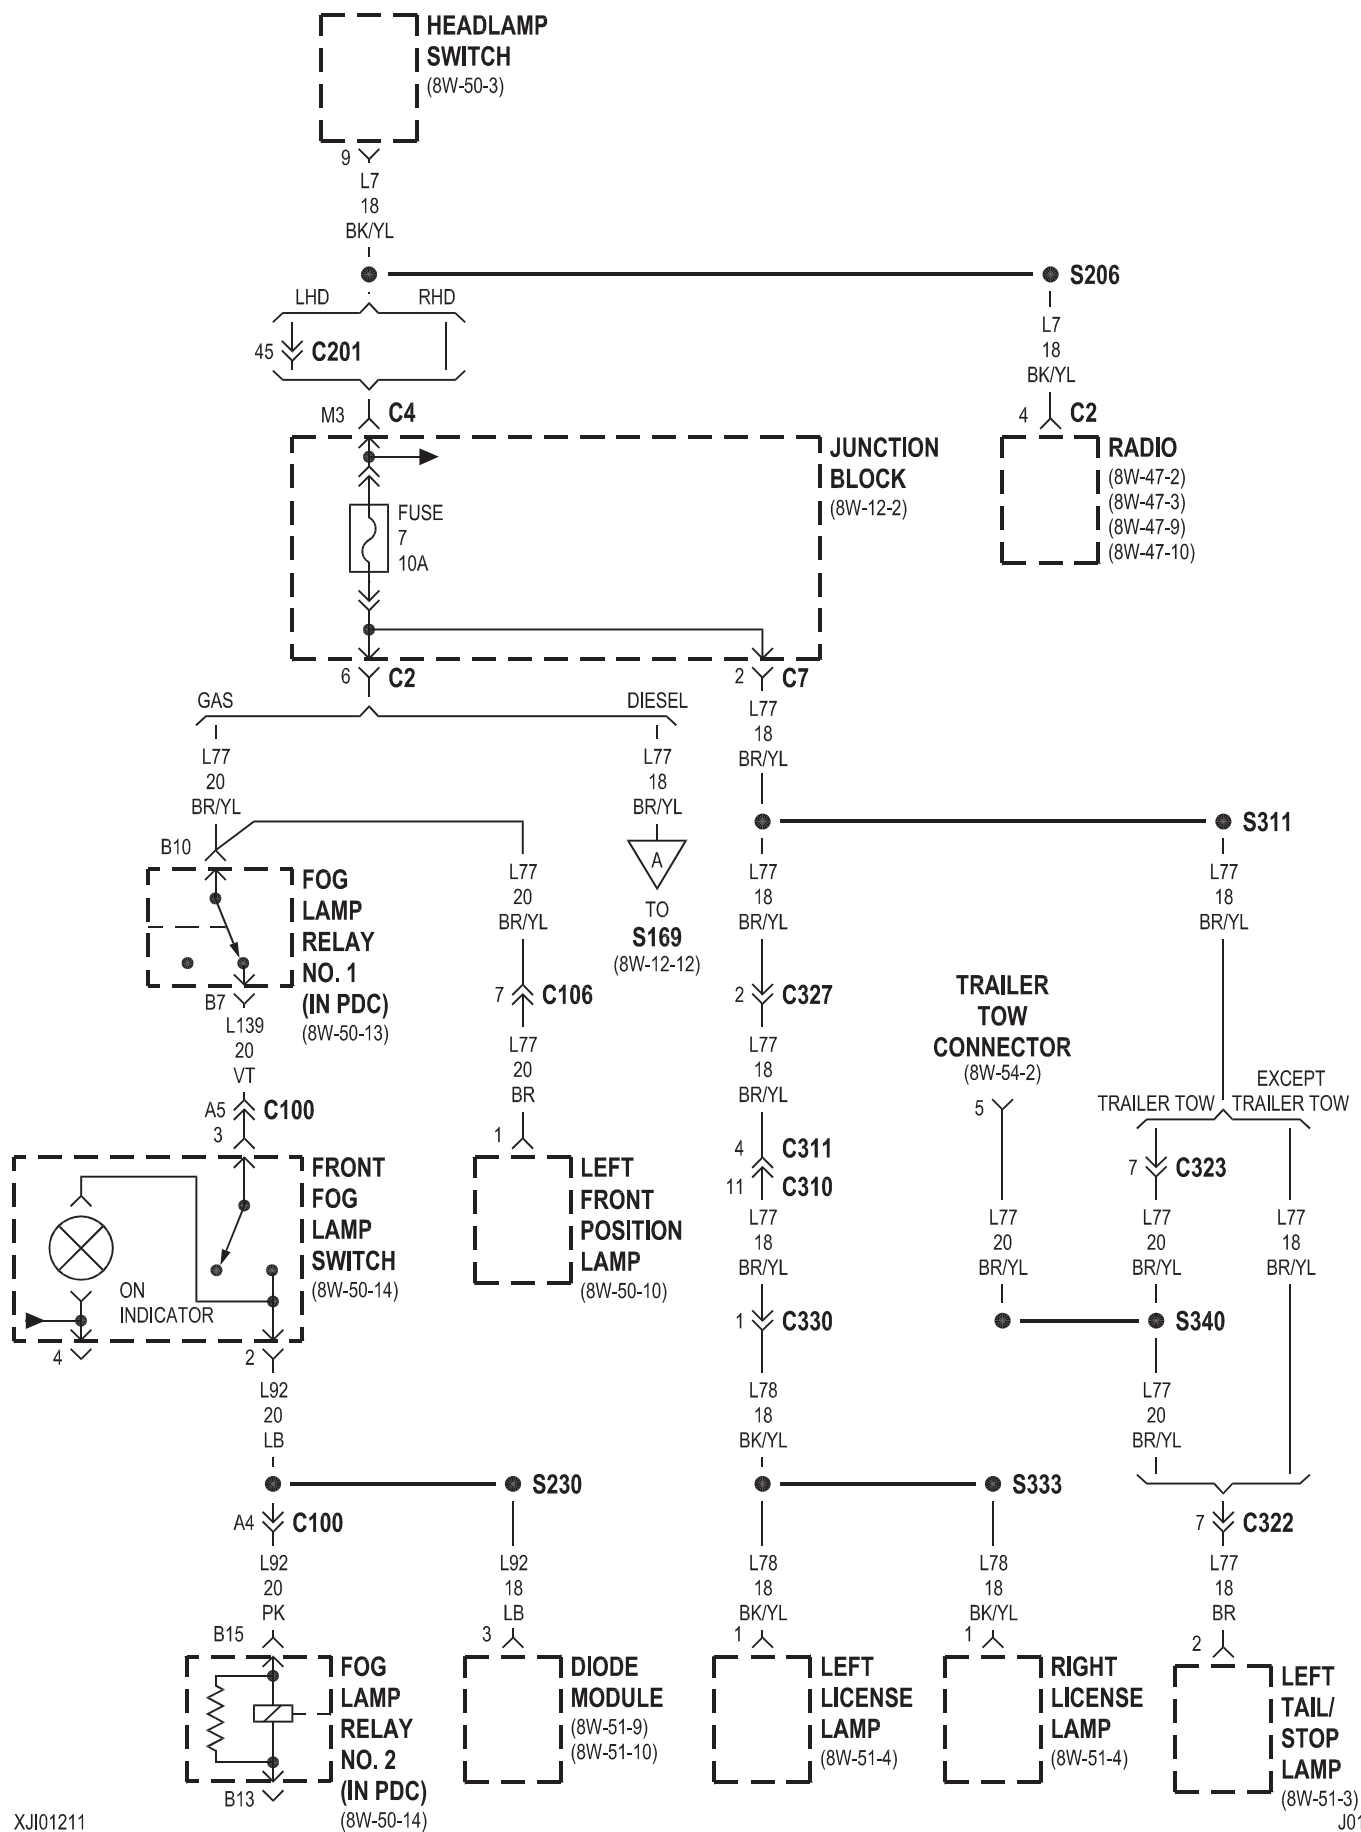 HEADLAMP
SWITCH
(8W-50-3)
9
L7
18
BK/YL
S206
LHD
RHD
45
C201
L7
18
BK/YL
M3
C4
4
C2
JUNCTION
BLOCK
(8W-12-2)
RADIO
(8W-47-2)
(8W-47-3)
(8W-47-9)
(8W-47-10)
FUSE
7
10A
6
C2
2
C7
GAS
DIESEL
L77
20
BR/YL
L77
18
BR/YL
L77
18
BR/YL
S311
B10
A
TO
S169
(8W-12-12)
FOG
LAMP
RELAY
NO. 1
(IN PDC)
(8W-50-13)
L77
20
BR/YL
L77
18
BR/YL
L77
18
BR/YL
B7
L139
20
VT
7
C106
2
C327
TRAILER
TOW
CONNECTOR
(8W-54-2)
L77
20
BR
L77
18
BR/YL
5
TRAILER TOW
EXCEPT
TRAILER TOW
A5
C100
3
1
4
C311
11
C310
7
C323
FRONT
FOG
LAMP
SWITCH
(8W-50-14)
LEFT
FRONT
POSITION
LAMP
(8W-50-10)
L77
18
BR/YL
L77
20
BR/YL
L77
20
BR/YL
L77
18
BR/YL
ON
INDICATOR
1
C330
S340
4
2
L92
20
LB
L78
18
BK/YL
L77
20
BR/YL
S230
S333
A4
C100
7
C322
L92
20
PK
L92
18
LB
L78
18
BK/YL
L78
18
BK/YL
L77
18
BR
B15
3
1
1
2
FOG
LAMP
RELAY
NO. 2
(IN PDC)
(8W-50-14)
DIODE
MODULE
(8W-51-9)
(8W-51-10)
LEFT
LICENSE
LAMP
(8W-51-4)
RIGHT
LICENSE
LAMP
(8W-51-4)
LEFT
TAIL/
STOP
LAMP
(8W-51-3)
B13
XJI01211
J01